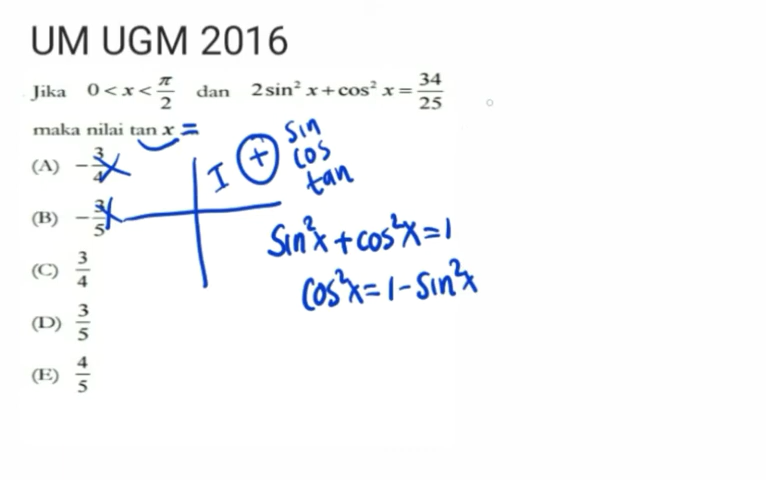 UM UGM 2016
Jika 0 < x < π/2 dan 2 sin² x + cos² x = 34/25
maka nilai tan x =
(A) −3/4
(B) −3/5
(C) 3/4
(D) 3/5
(E) 4/5
I + sin
cos
tan
sin²x + cos²x = 1
cos²x = 1 − sin²x